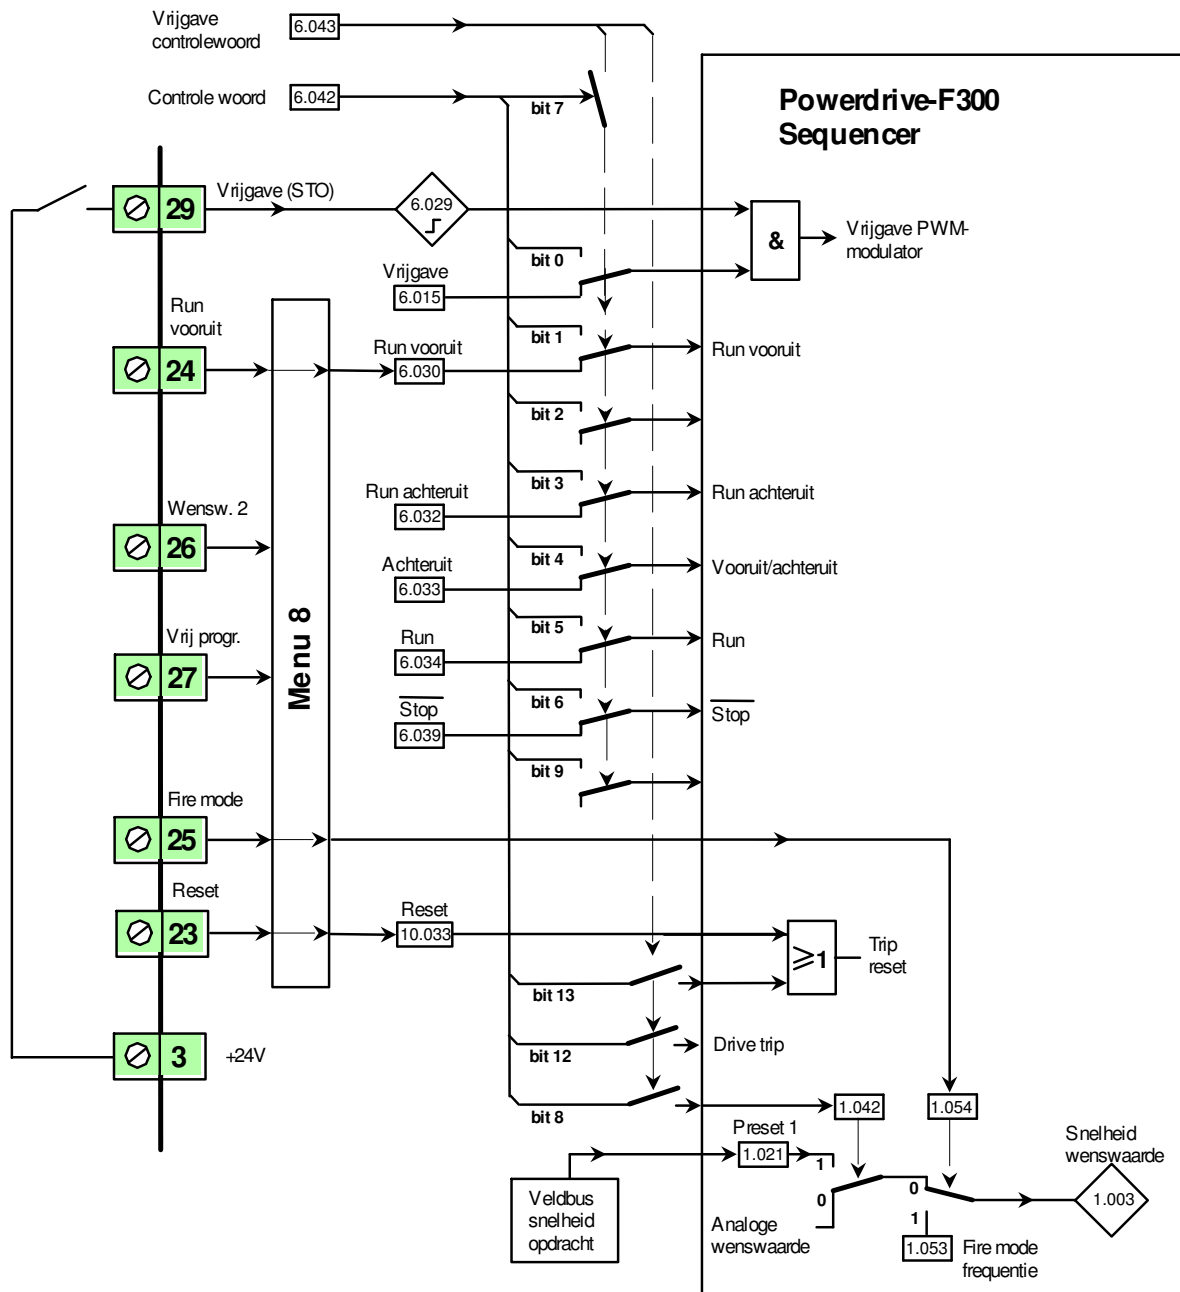 Vrijgave
controlewoord
6.043
Controle woord
6.042
bit 7
Powerdrive-F300
Sequencer
29
Vrijgave (STO)
6.029
&
Vrijgave PWM-
modulator
bit 0
Vrijgave
6.015
Run
vooruit
24
bit 1
Run vooruit
6.030
Run vooruit
bit 2
bit 3
Run achteruit
6.032
Run achteruit
Wensw. 2
26
bit 4
Achteruit
6.033
Vooruit/achteruit
Menu 8
Vrij progr.
27
bit 5
Run
6.034
Run
bit 6
Stop
6.039
Stop
bit 9
Fire mode
25
Reset
23
Reset
10.033
≥1
Trip
reset
bit 13
3
+24V
bit 12
Drive trip
bit 8
1.042
1.054
Preset 1
1.021
1
0
Veldbus
snelheid
opdracht
Analoge
wenswaarde
0
1
1.053
Fire mode
frequentie
Snelheid
wenswaarde
1.003